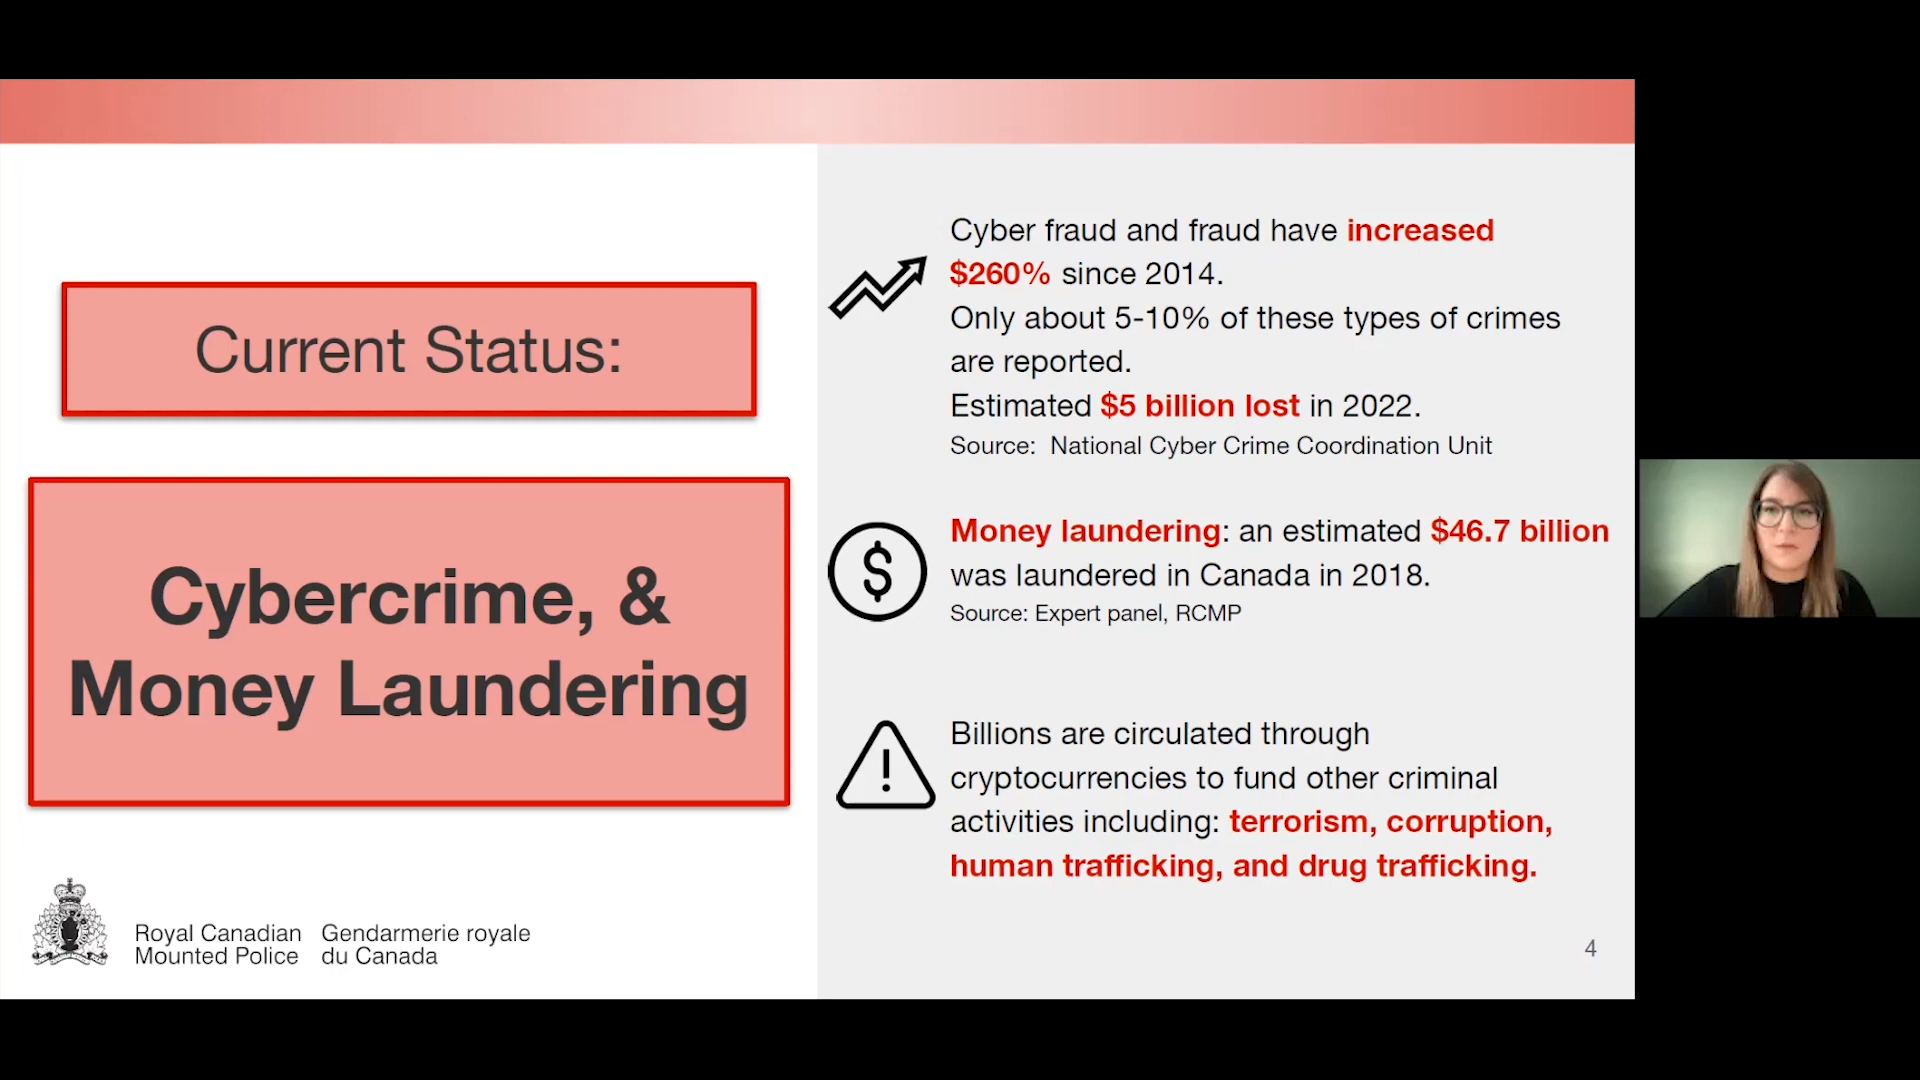 Current Status:
Cybercrime, &
Money Laundering
Royal Canadian
Mounted Police
Gendarmerie royale
du Canada
Cyber fraud and fraud have increased
$260% since 2014.
Only about 5-10% of these types of crimes
are reported.
Estimated $5 billion lost in 2022.
Source: National Cyber Crime Coordination Unit
$
Money laundering: an estimated $46.7 billion
was laundered in Canada in 2018.
Source: Expert panel, RCMP
!
Billions are circulated through
cryptocurrencies to fund other criminal
activities including: terrorism, corruption,
human trafficking, and drug trafficking.
4